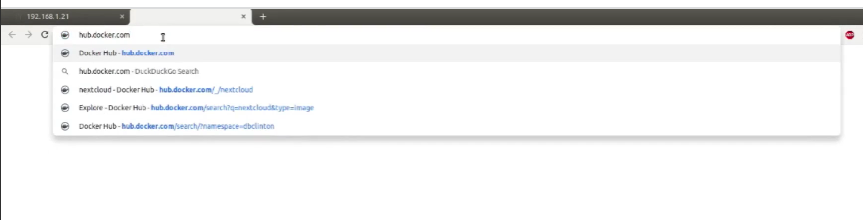 192.168.1.21
hub.docker.com
Docker Hub - hub.docker.com
hub.docker.com - DuckDuckGo Search
nextcloud - Docker Hub - hub.docker.com/_/nextcloud
Explore - Docker Hub - hub.docker.com/search?q=nextcloud&type=image
Docker Hub - hub.docker.com/search/?namespace=dbclinton